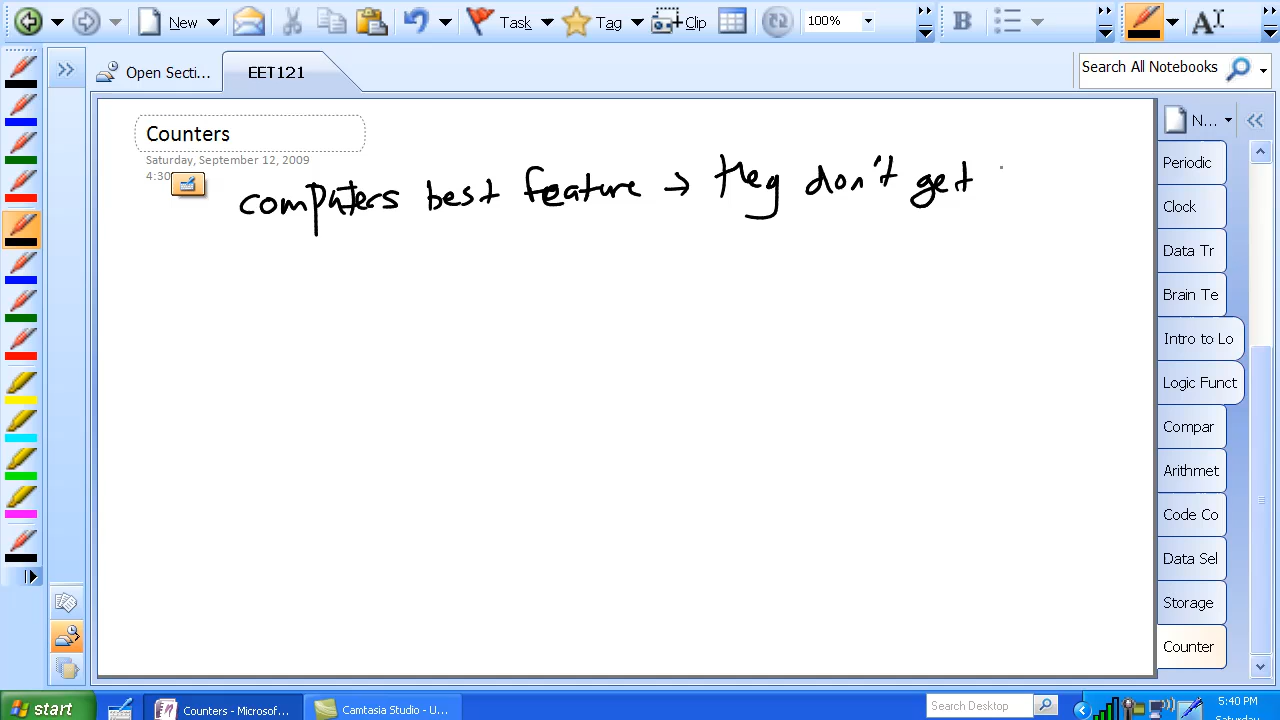 New
Task
Tag
Clip
100%
B
A
Search All Notebooks
Open Secti...
EET121
N...
Counters
Saturday, September 12, 2009
4:30
computers best feature → they don't get
Periodic
Clock
Data Tr
Brain Te
Intro to Lo
Logic Funct
Compar
Arithmet
Code Co
Data Sel
Storage
Counter
start
Counters - Microsof...
Camtasia Studio - U...
Search Desktop
5:40 PM
Saturday